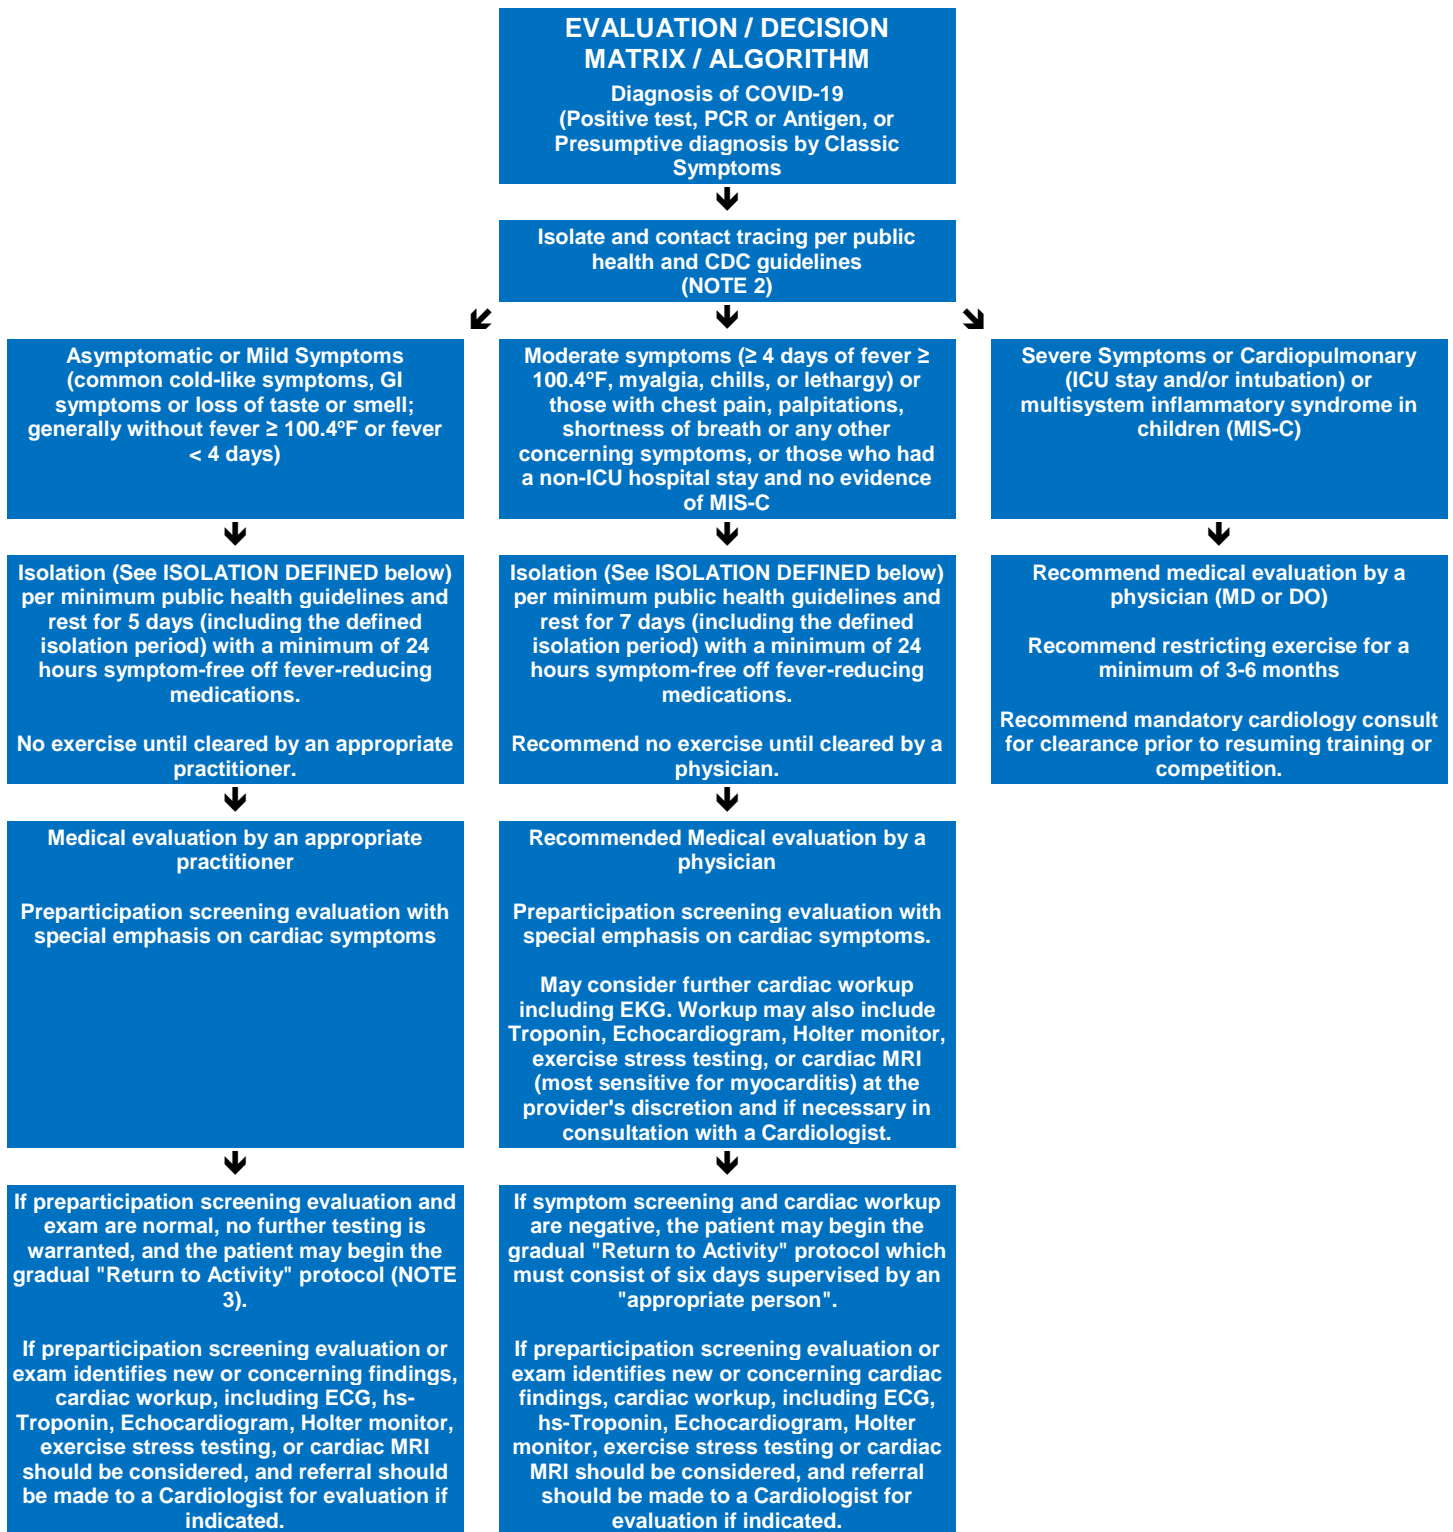 EVALUATION / DECISION
MATRIX / ALGORITHM
Diagnosis of COVID-19
(Positive test, PCR or Antigen, or
Presumptive diagnosis by Classic
Symptoms
Isolate and contact tracing per public
health and CDC guidelines
(NOTE 2)
Asymptomatic or Mild Symptoms
(common cold-like symptoms, GI
symptoms or loss of taste or smell;
generally without fever ≥ 100.4ºF or fever
< 4 days)
Moderate symptoms (≥ 4 days of fever ≥
100.4ºF, myalgia, chills, or lethargy) or
those with chest pain, palpitations,
shortness of breath or any other
concerning symptoms, or those who had
a non-ICU hospital stay and no evidence
of MIS-C
Severe Symptoms or Cardiopulmonary
(ICU stay and/or intubation) or
multisystem inflammatory syndrome in
children (MIS-C)
Isolation (See ISOLATION DEFINED below)
per minimum public health guidelines and
rest for 5 days (including the defined
isolation period) with a minimum of 24
hours symptom-free off fever-reducing
medications.
No exercise until cleared by an appropriate
practitioner.
Isolation (See ISOLATION DEFINED below)
per minimum public health guidelines and
rest for 7 days (including the defined
isolation period) with a minimum of 24
hours symptom-free off fever-reducing
medications.
Recommend no exercise until cleared by a
physician.
Recommend medical evaluation by a
physician (MD or DO)
Recommend restricting exercise for a
minimum of 3-6 months
Recommend mandatory cardiology consult
for clearance prior to resuming training or
competition.
Medical evaluation by an appropriate
practitioner
Preparticipation screening evaluation with
special emphasis on cardiac symptoms
Recommended Medical evaluation by a
physician
Preparticipation screening evaluation with
special emphasis on cardiac symptoms.
May consider further cardiac workup
including EKG. Workup may also include
Troponin, Echocardiogram, Holter monitor,
exercise stress testing, or cardiac MRI
(most sensitive for myocarditis) at the
provider's discretion and if necessary in
consultation with a Cardiologist.
If preparticipation screening evaluation and
exam are normal, no further testing is
warranted, and the patient may begin the
gradual "Return to Activity" protocol (NOTE
3).
If preparticipation screening evaluation or
exam identifies new or concerning findings,
cardiac workup, including ECG, hs-
Troponin, Echocardiogram, Holter monitor,
exercise stress testing, or cardiac MRI
should be considered, and referral should
be made to a Cardiologist for evaluation if
indicated.
If symptom screening and cardiac workup
are negative, the patient may begin the
gradual "Return to Activity" protocol which
must consist of six days supervised by an
"appropriate person".
If preparticipation screening evaluation or
exam identifies new or concerning cardiac
findings, cardiac workup, including ECG,
hs-Troponin, Echocardiogram, Holter
monitor, exercise stress testing or cardiac
MRI should be considered, and referral
should be made to a Cardiologist for
evaluation if indicated.